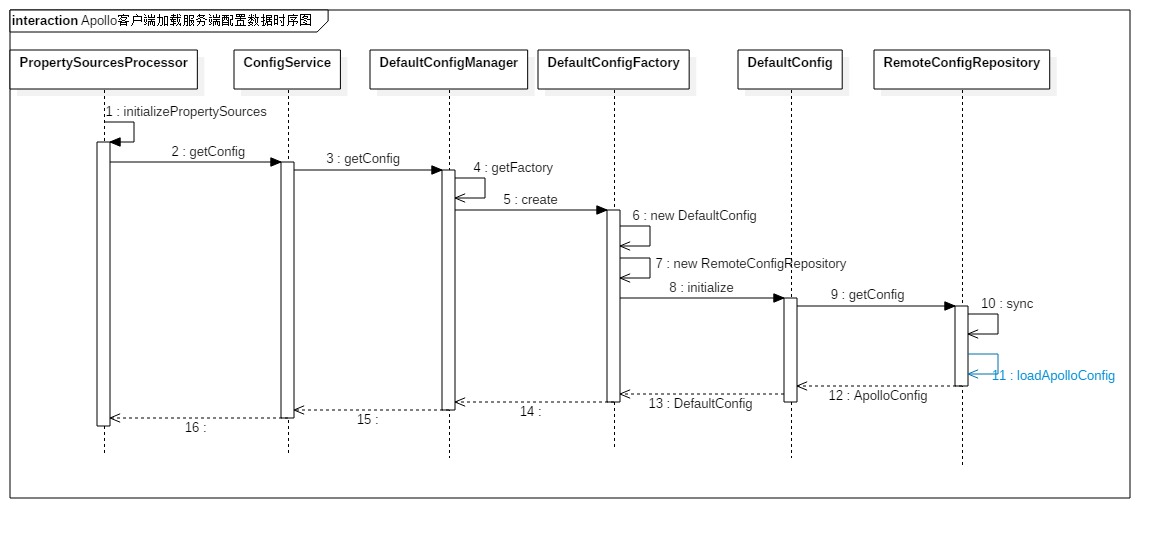 interaction Apollo客户端加载服务端配置数据时序图
PropertySourcesProcessor
ConfigService
DefaultConfigManager
DefaultConfigFactory
DefaultConfig
RemoteConfigRepository
1 : initializePropertySources
2 : getConfig
3 : getConfig
4 : getFactory
5 : create
6 : new DefaultConfig
7 : new RemoteConfigRepository
8 : initialize
9 : getConfig
10 : sync
11 : loadApolloConfig
12 : ApolloConfig
13 : DefaultConfig
14 :
15 :
16 :